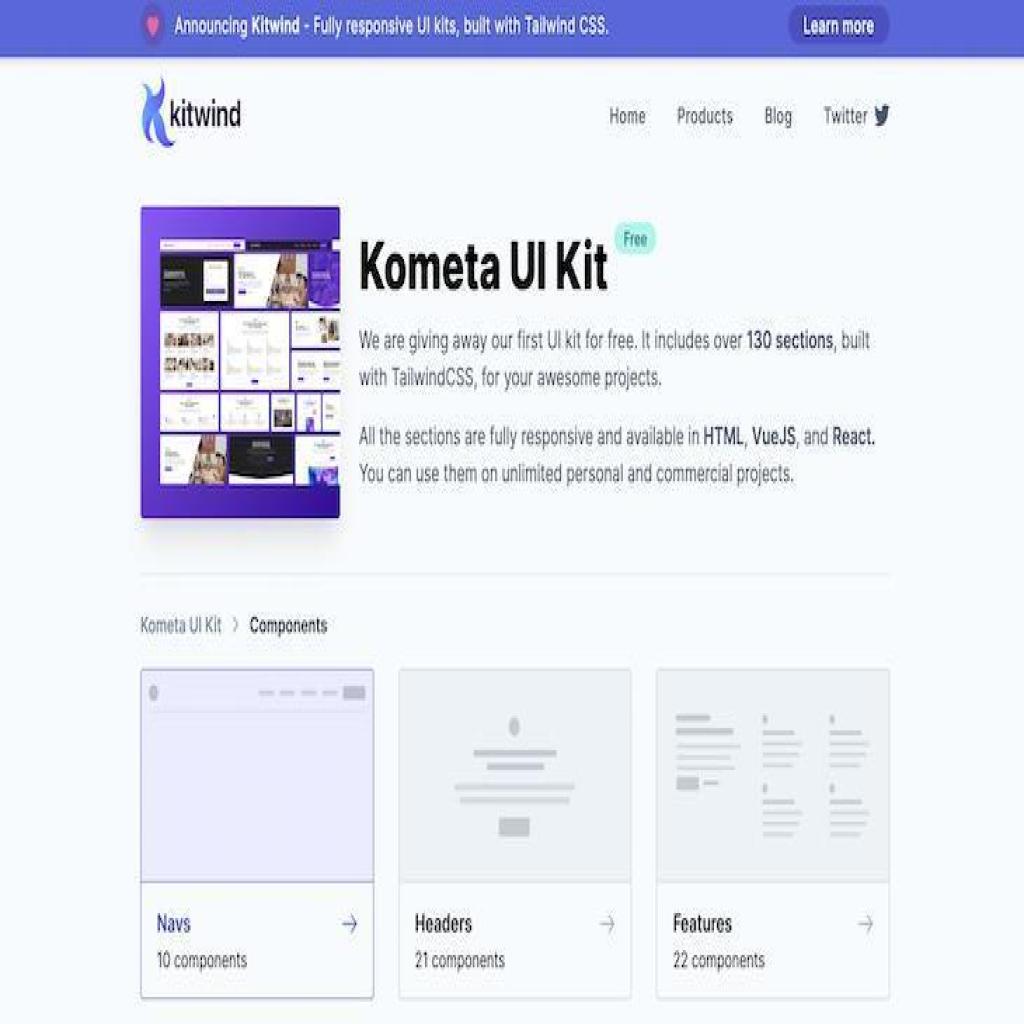 Announcing Kitwind - Fully responsive UI kits, built with Tailwind CSS.
Learn more
kitwind
Home
Products
Blog
Twitter
Kometa UI Kit
Free
We are giving away our first UI kit for free. It includes over 130 sections, built
with TailwindCSS, for your awesome projects.
All the sections are fully responsive and available in HTML, VueJS, and React.
You can use them on unlimited personal and commercial projects.
Kometa UI Kit
Components
Navs
10 components
Headers
21 components
Features
22 components